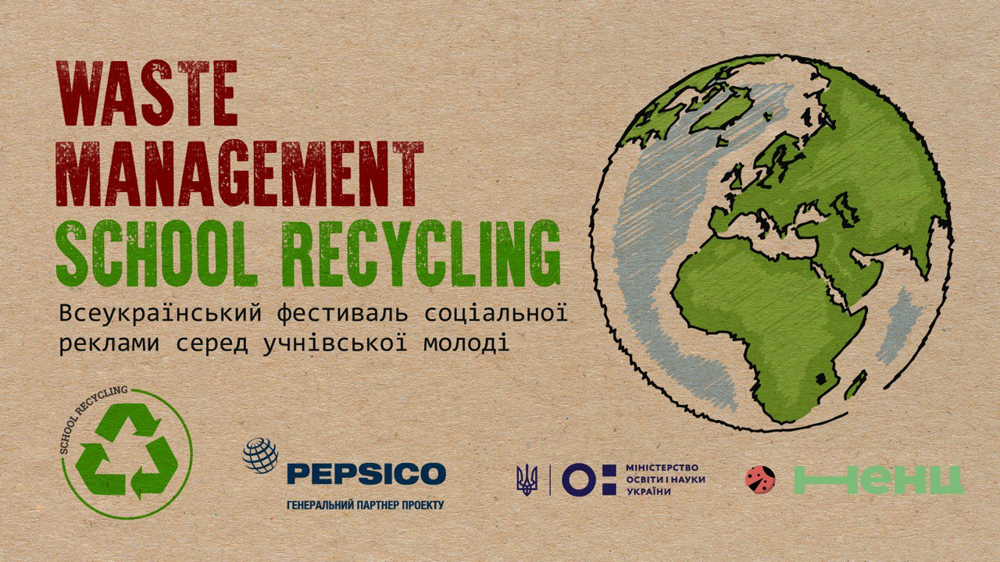 WASTE
MANAGEMENT
SCHOOL RECYCLING
Всеукраїнський фестиваль соціальної
реклами серед учнівської молоді
SCHOOL RECYCLING
PEPSICO
ГЕНЕРАЛЬНИЙ ПАРТНЕР ПРОЕКТУ
МІНІСТЕРСТВО
ОСВІТИ І НАУКИ
УКРАЇНИ
Ненц